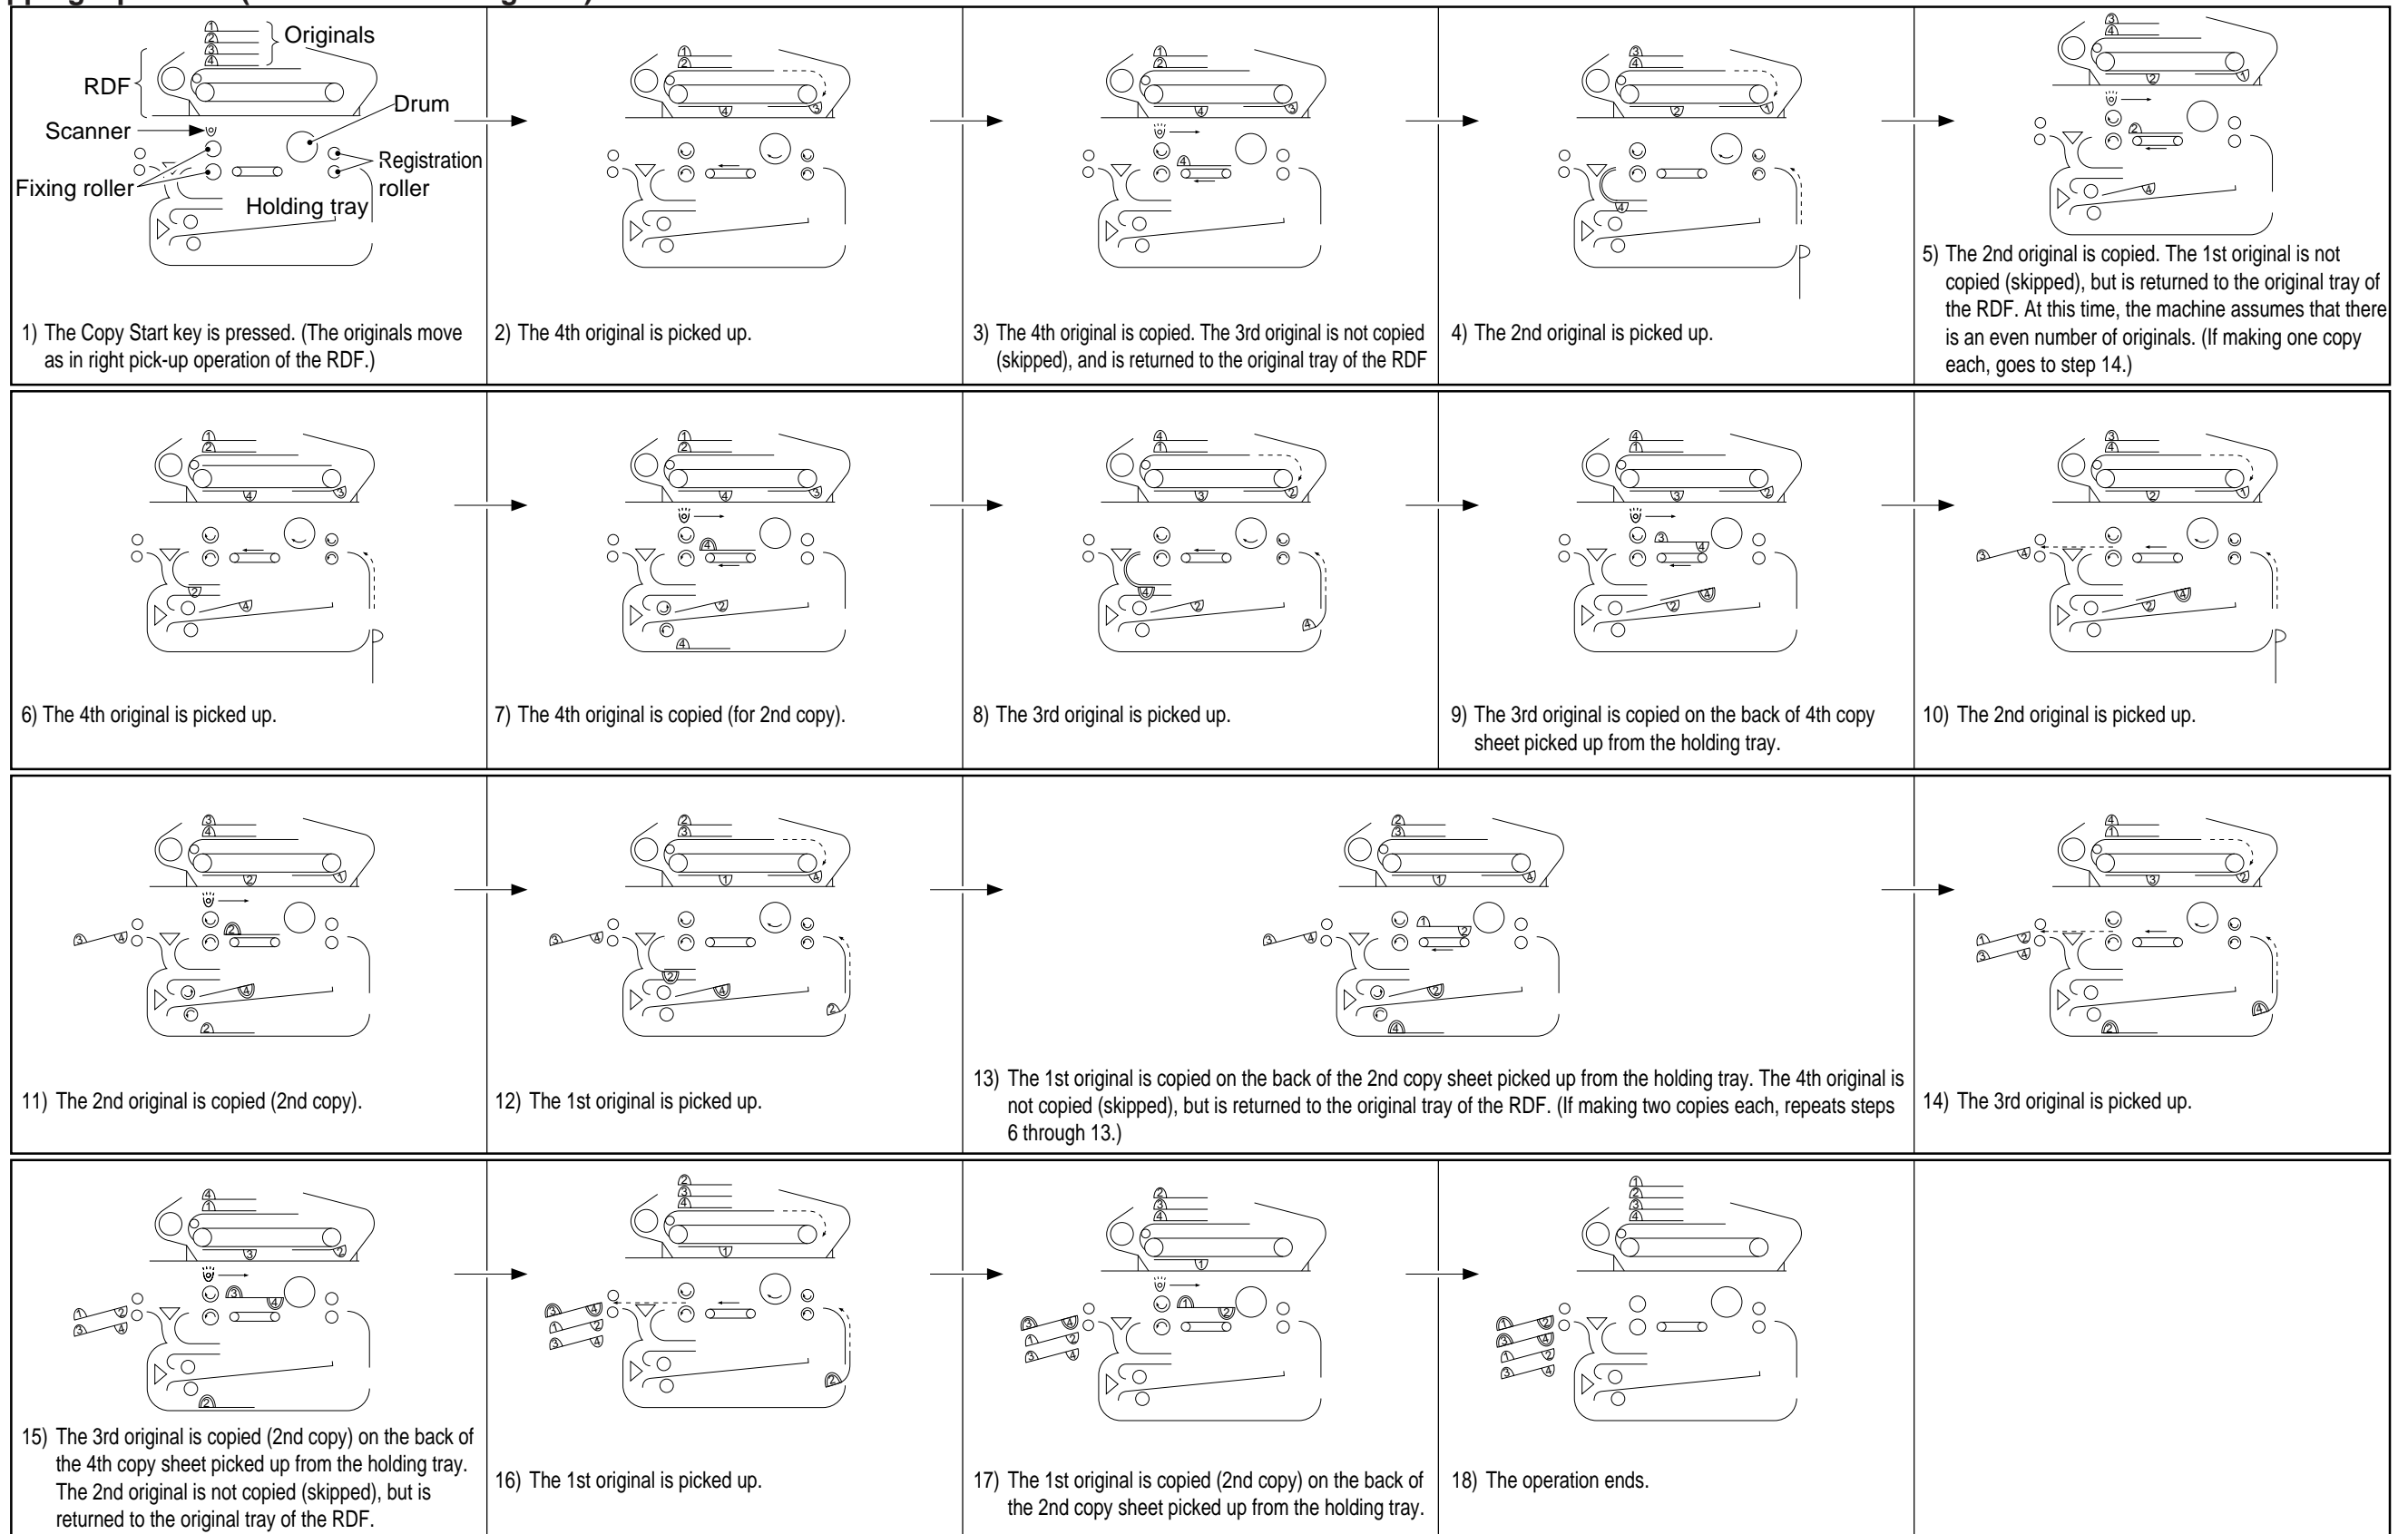 Originals
RDF
Drum
Scanner
Registration
roller
Fixing roller
Holding tray
1) The Copy Start key is pressed. (The originals move
as in right pick-up operation of the RDF.)
2) The 4th original is picked up.
3) The 4th original is copied. The 3rd original is not copied
(skipped), and is returned to the original tray of the RDF
4) The 2nd original is picked up.
5) The 2nd original is copied. The 1st original is not
copied (skipped), but is returned to the original tray of
the RDF. At this time, the machine assumes that there
is an even number of originals. (If making one copy
each, goes to step 14.)
6) The 4th original is picked up.
7) The 4th original is copied (for 2nd copy).
8) The 3rd original is picked up.
9) The 3rd original is copied on the back of 4th copy
sheet picked up from the holding tray.
10) The 2nd original is picked up.
11) The 2nd original is copied (2nd copy).
12) The 1st original is picked up.
13) The 1st original is copied on the back of the 2nd copy sheet picked up from the holding tray. The 4th original is
not copied (skipped), but is returned to the original tray of the RDF. (If making two copies each, repeats steps
6 through 13.)
14) The 3rd original is picked up.
15) The 3rd original is copied (2nd copy) on the back of
the 4th copy sheet picked up from the holding tray.
The 2nd original is not copied (skipped), but is
returned to the original tray of the RDF.
16) The 1st original is picked up.
17) The 1st original is copied (2nd copy) on the back of
the 2nd copy sheet picked up from the holding tray.
18) The operation ends.